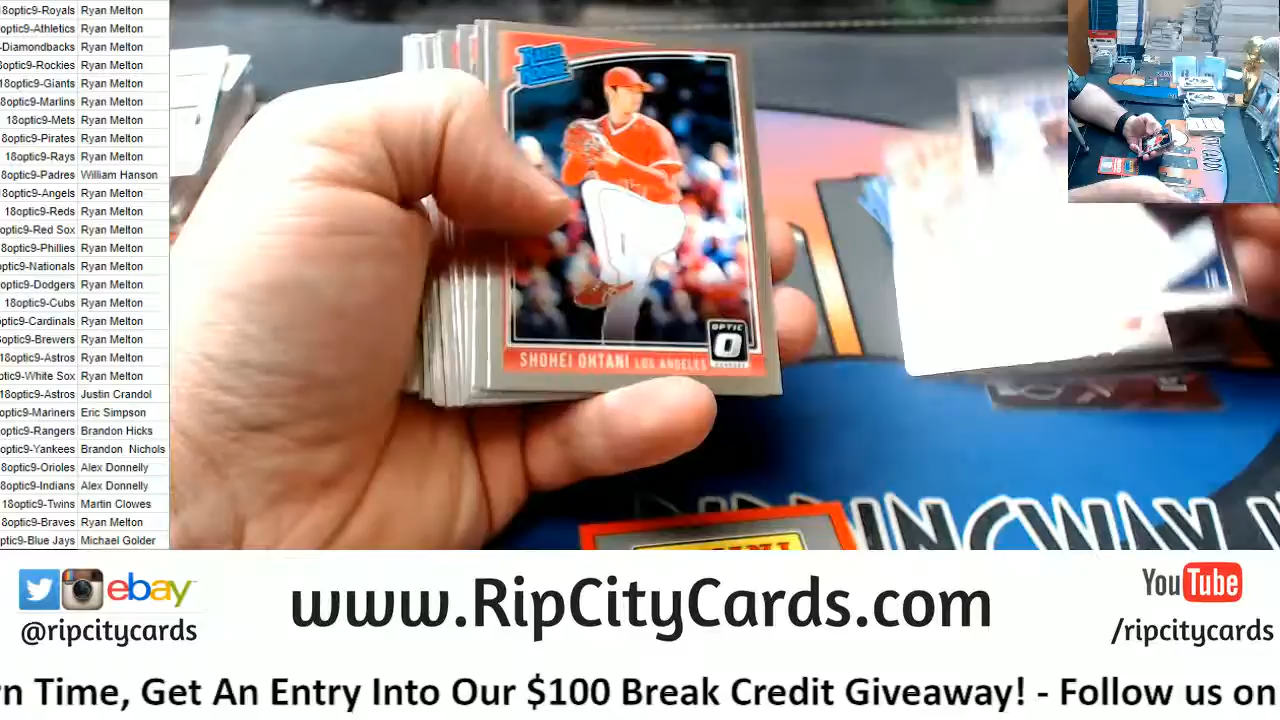 18optic9-Royals Ryan Melton
8optic9-Athletics Ryan Melton
-Diamondbacks Ryan Melton
8optic9-Rockies Ryan Melton
18optic9-Giants Ryan Melton
8optic9-Marlins Ryan Melton
18optic9-Mets Ryan Melton
8optic9-Pirates Ryan Melton
18optic9-Rays Ryan Melton
8optic9-Padres William Hanson
18optic9-Angels Ryan Melton
18optic9-Reds Ryan Melton
optic9-Red Sox Ryan Melton
8optic9-Phillies Ryan Melton
optic9-Nationals Ryan Melton
optic9-Dodgers Ryan Melton
18optic9-Cubs Ryan Melton
optic9-Cardinals Ryan Melton
8optic9-Brewers Ryan Melton
18optic9-Astros Ryan Melton
optic9-White Sox Ryan Melton
18optic9-Astros Justin Crandol
optic9-Mariners Eric Simpson
optic9-Rangers Brandon Hicks
optic9-Yankees Brandon Nichols
8optic9-Orioles Alex Donnelly
8optic9-Indians Alex Donnelly
18optic9-Twins Martin Clowes
8optic9-Braves Ryan Melton
optic9-Blue Jays Michael Golder
RATED
ROOKIE
OPTIC
SHOHEI OHTANI LOS ANGELES
ebay
@ripcitycards
www.RipCityCards.com
YouTube
/ripcitycards
rn Time, Get An Entry Into Our $100 Break Credit Giveaway! - Follow us on